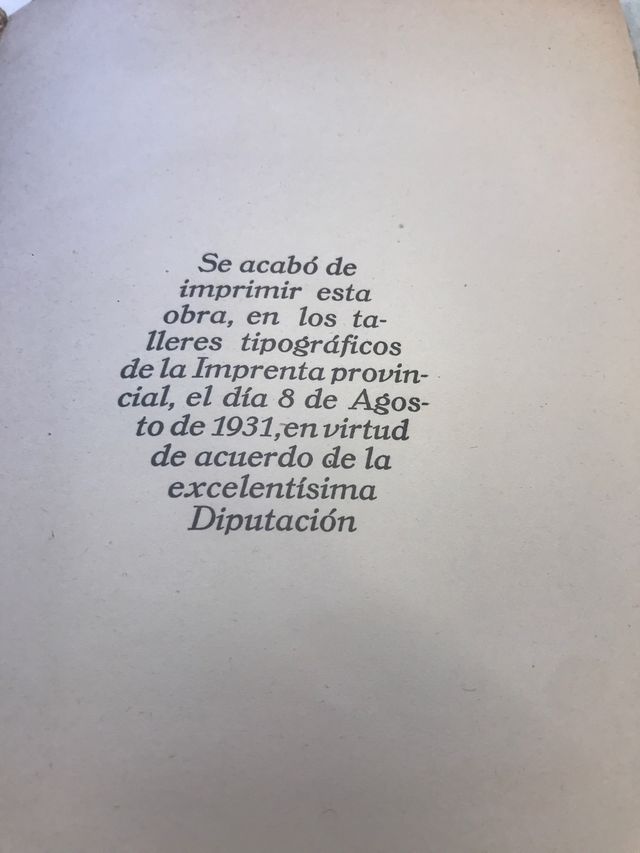 Se acabó de
imprimir esta
obra, en los ta-
lleres tipográficos
de la Imprenta provin-
cial, el día 8 de Agos-
to de 1931, en virtud
de acuerdo de la
excelentísima
Diputación